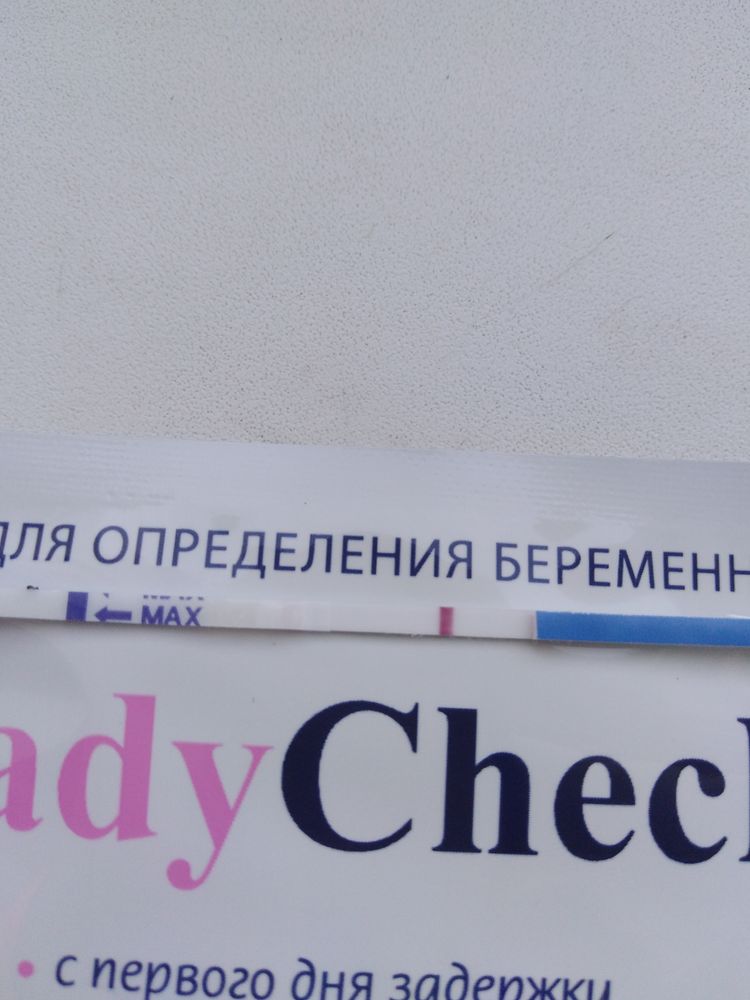 ДЛЯ ОПРЕДЕЛЕНИЯ БЕРЕМЕНН
MAX
adyChec
• с первого дня задержки